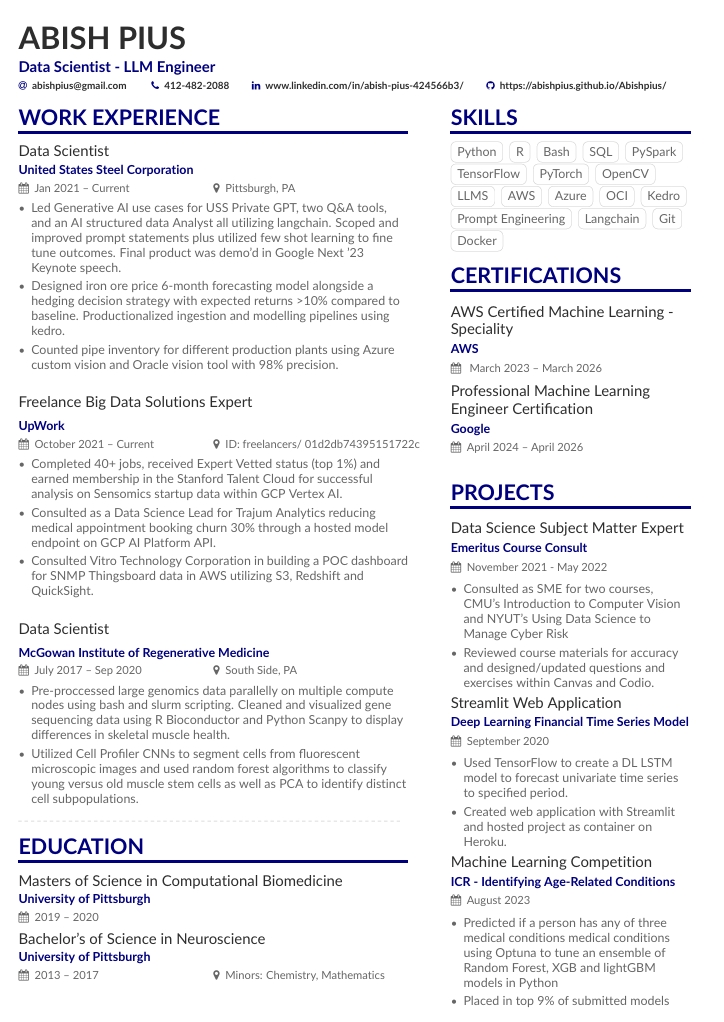 ABISH PIUS
Data Scientist - LLM Engineer
abishpius@gmail.com 412-482-2088 www.linkedin.com/in/abish-pius-424566b3/ https://abishpius.github.io/Abishpius/
WORK EXPERIENCE
Data Scientist
United States Steel Corporation
Jan 2021 – Current Pittsburgh, PA
• Led Generative AI use cases for USS Private GPT, two Q&A tools,
and an AI structured data Analyst all utilizing langchain. Scoped and
improved prompt statements plus utilized few shot learning to fine
tune outcomes. Final product was demo’d in Google Next ’23
Keynote speech.
• Designed iron ore price 6-month forecasting model alongside a
hedging decision strategy with expected returns >10% compared to
baseline. Productionalized ingestion and modelling pipelines using
kedro.
• Counted pipe inventory for different production plants using Azure
custom vision and Oracle vision tool with 98% precision.
Freelance Big Data Solutions Expert
UpWork
October 2021 – Current ID: freelancers/ 01d2db74395151722c
• Completed 40+ jobs, received Expert Vetted status (top 1%) and
earned membership in the Stanford Talent Cloud for successful
analysis on Sensomics startup data within GCP Vertex AI.
• Consulted as a Data Science Lead for Trajum Analytics reducing
medical appointment booking churn 30% through a hosted model
endpoint on GCP AI Platform API.
• Consulted Vitro Technology Corporation in building a POC dashboard
for SNMP Thingsboard data in AWS utilizing S3, Redshift and
QuickSight.
Data Scientist
McGowan Institute of Regenerative Medicine
July 2017 – Sep 2020 South Side, PA
• Pre-proccessed large genomics data parallelly on multiple compute
nodes using bash and slurm scripting. Cleaned and visualized gene
sequencing data using R Bioconductor and Python Scanpy to display
differences in skeletal muscle health.
• Utilized Cell Profiler CNNs to segment cells from fluorescent
microscopic images and used random forest algorithms to classify
young versus old muscle stem cells as well as PCA to identify distinct
cell subpopulations.
EDUCATION
Masters of Science in Computational Biomedicine
University of Pittsburgh
2019 – 2020
Bachelor’s of Science in Neuroscience
University of Pittsburgh
2013 – 2017 Minors: Chemistry, Mathematics
SKILLS
Python R Bash SQL PySpark
TensorFlow PyTorch OpenCV
LLMS AWS Azure OCI Kedro
Prompt Engineering Langchain Git
Docker
CERTIFICATIONS
AWS Certified Machine Learning -
Speciality
AWS
March 2023 – March 2026
Professional Machine Learning
Engineer Certification
Google
April 2024 – April 2026
PROJECTS
Data Science Subject Matter Expert
Emeritus Course Consult
November 2021 - May 2022
• Consulted as SME for two courses,
CMU’s Introduction to Computer Vision
and NYUT’s Using Data Science to
Manage Cyber Risk
• Reviewed course materials for accuracy
and designed/updated questions and
exercises within Canvas and Codio.
Streamlit Web Application
Deep Learning Financial Time Series Model
September 2020
• Used TensorFlow to create a DL LSTM
model to forecast univariate time series
to specified period.
• Created web application with Streamlit
and hosted project as container on
Heroku.
Machine Learning Competition
ICR - Identifying Age-Related Conditions
August 2023
• Predicted if a person has any of three
medical conditions medical conditions
using Optuna to tune an ensemble of
Random Forest, XGB and lightGBM
models in Python
• Placed in top 9% of submitted models